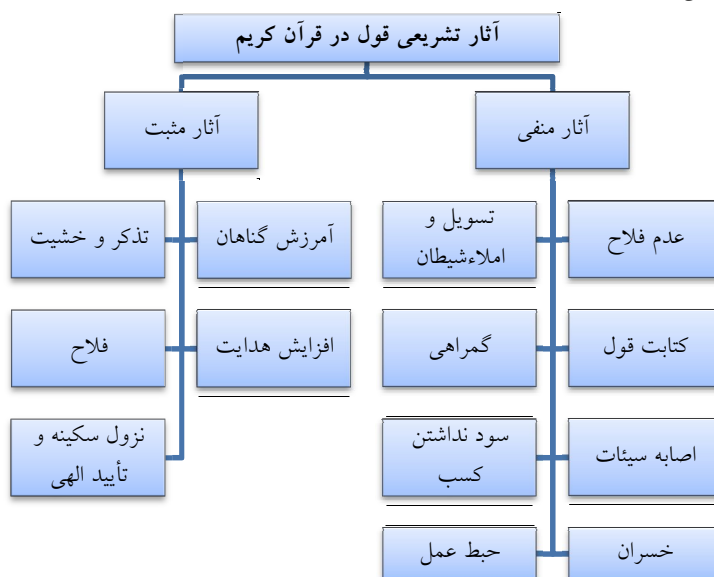 آثار تشریعی قول در قرآن کریم
آثار منفی
آثار مثبت
عدم فلاح
تسویل و
املاءشیطان
آمرزش گناهان
تذکر و خشیت
کتابت قول
گمراهی
افزایش هدایت
فلاح
اصابه سیئات
سود نداشتن
کسب
نزول سکینه و
تأیید الهی
خسران
حبط عمل